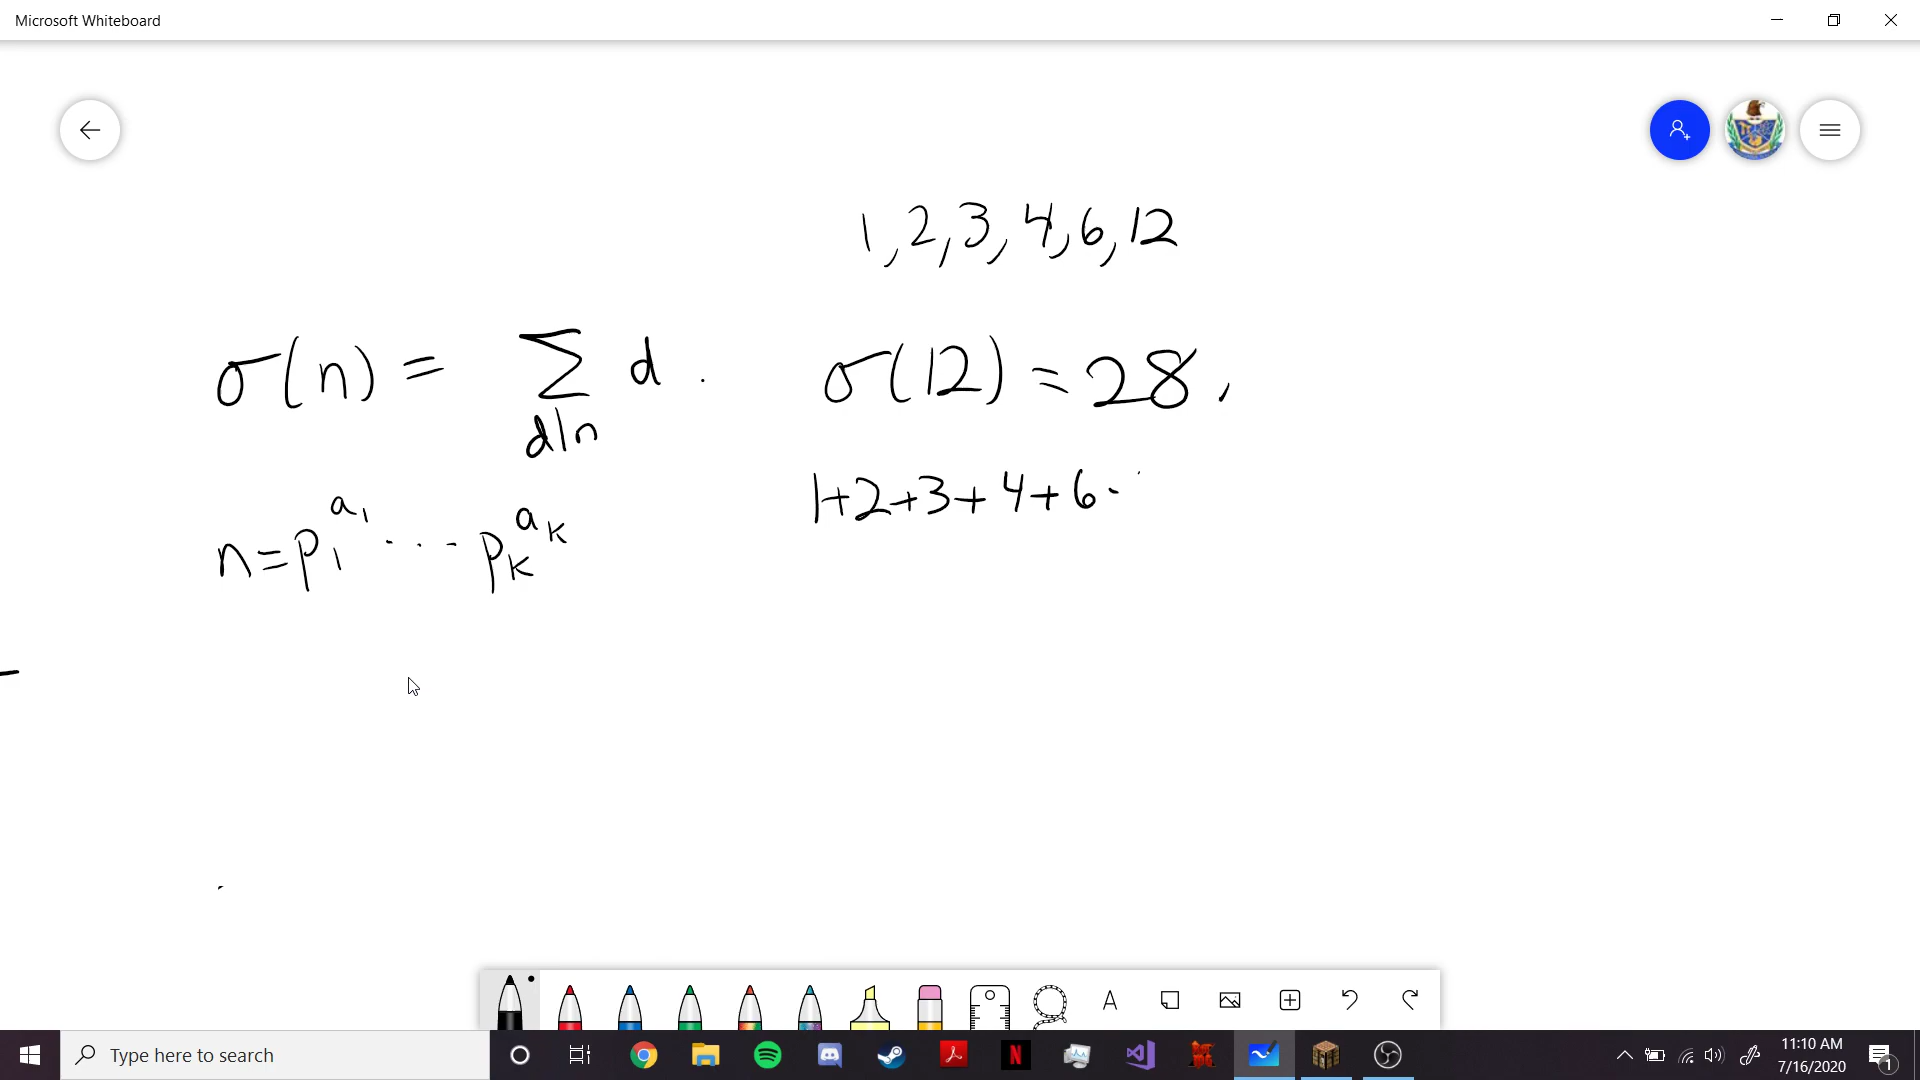 Microsoft Whiteboard
1, 2, 3, 4, 6, 12
σ(n) = ∑ d . σ(12) = 28,
d|n
1+2+3+4+6-
n=p₁^a₁ ... pₖ^aₖ
A
Type here to search
11:10 AM
7/16/2020
1